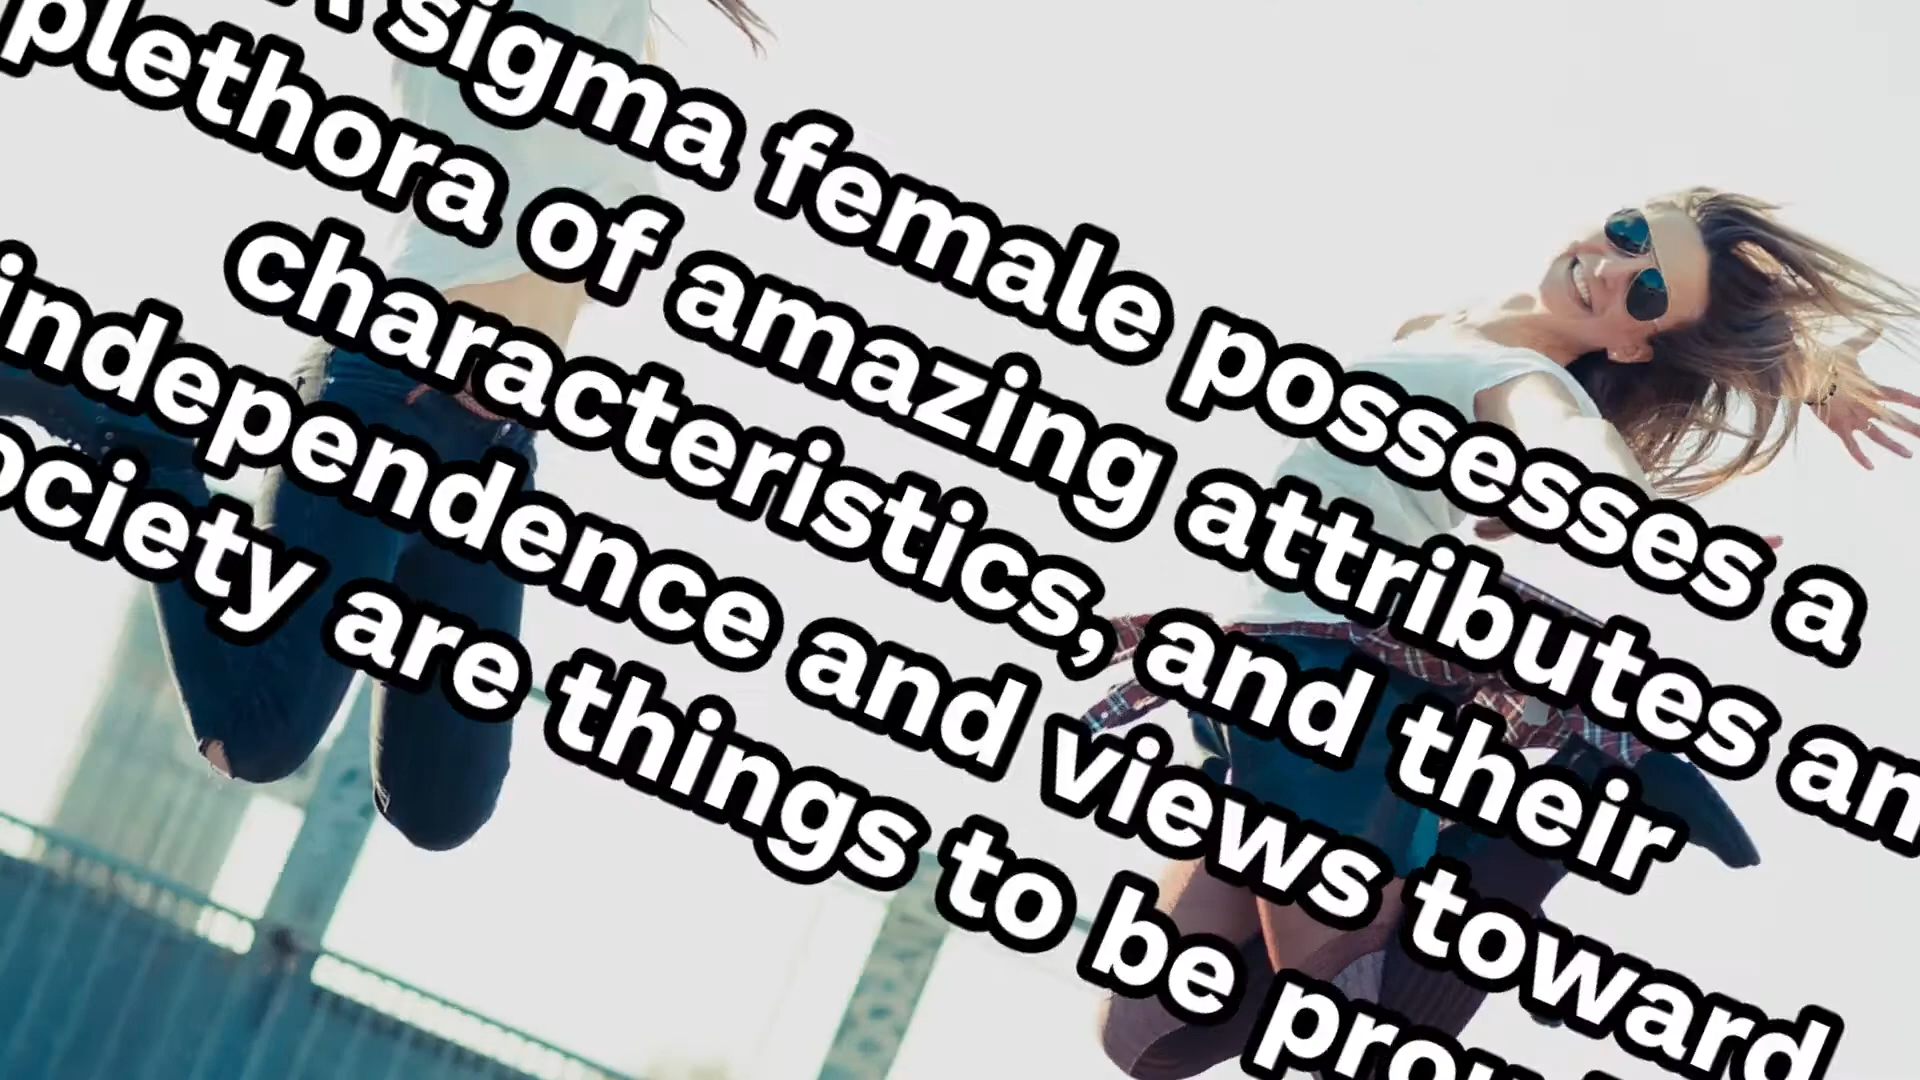 A sigma female possesses a
plethora of amazing attributes an
characteristics, and their
independence and views toward
ociety are things to be prou